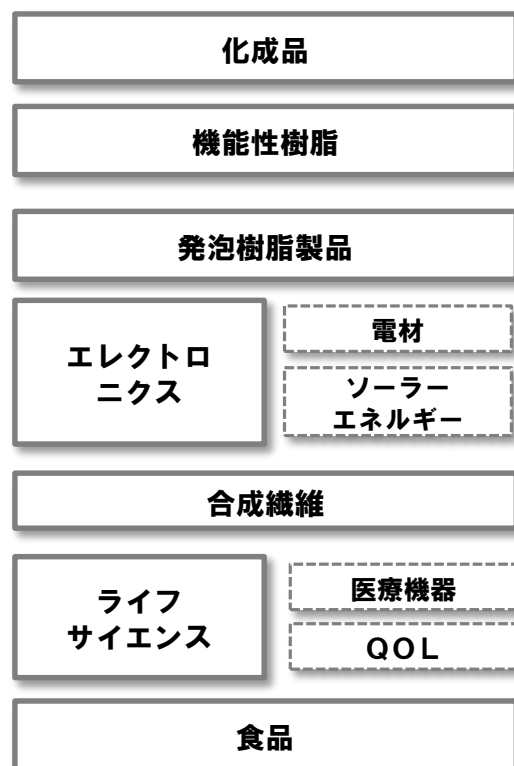 化成品
機能性樹脂
発泡樹脂製品
エレクトロ
ニクス
電材
ソーラー
エネルギー
合成繊維
ライフ
サイエンス
医療機器
QOL
食品